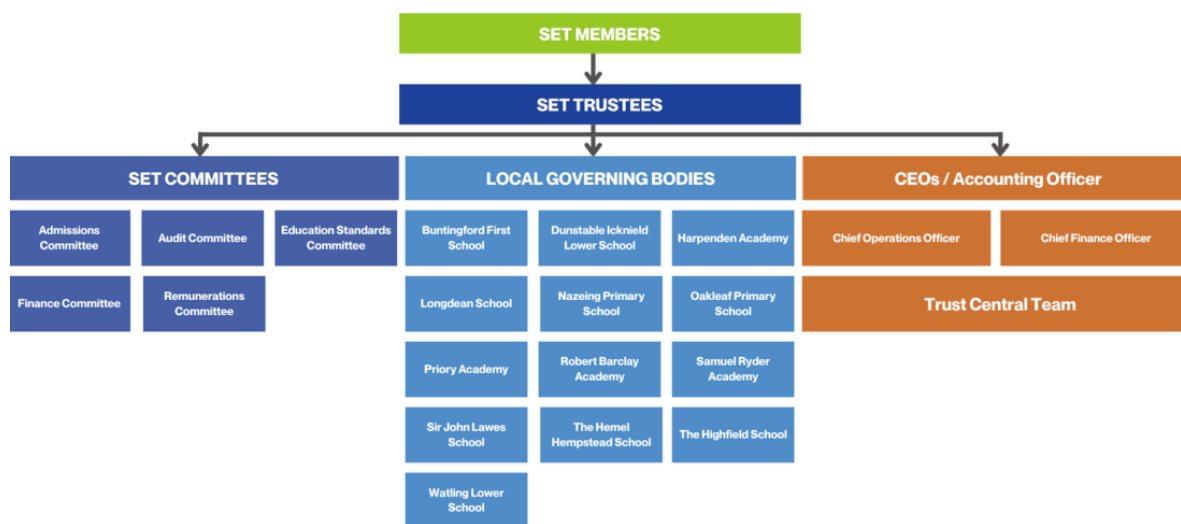 SET MEMBERS
SET TRUSTEES
SET COMMITTEES
LOCAL GOVERNING BODIES
CEOs / Accounting Officer
Admissions
Committee
Audit Committee
Education Standards
Committee
Finance Committee
Remunerations
Committee
Buntingford First
School
Dunstable Icknield
Lower School
Harpenden Academy
Longdean School
Nazeing Primary
School
Oakleaf Primary
School
Priory Academy
Robert Barclay
Academy
Samuel Ryder
Academy
Sir John Lawes
School
The Hemel
Hempstead School
The Highfield School
Watling Lower
School
Chief Operations Officer
Chief Finance Officer
Trust Central Team